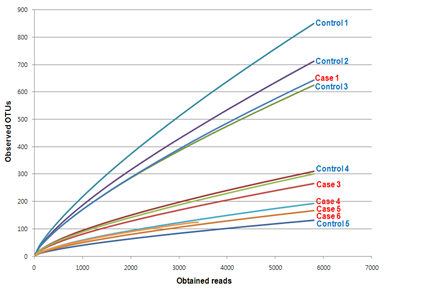 900
800
700
600
500
400
300
200
100
0
Observed OTUs
Control 1
Control 2
Case 1
Control 3
Control 4
Case 3
Case 4
Case 5
Case 6
Control 5
0 1000 2000 3000 4000 5000 6000 7000
Obtained reads